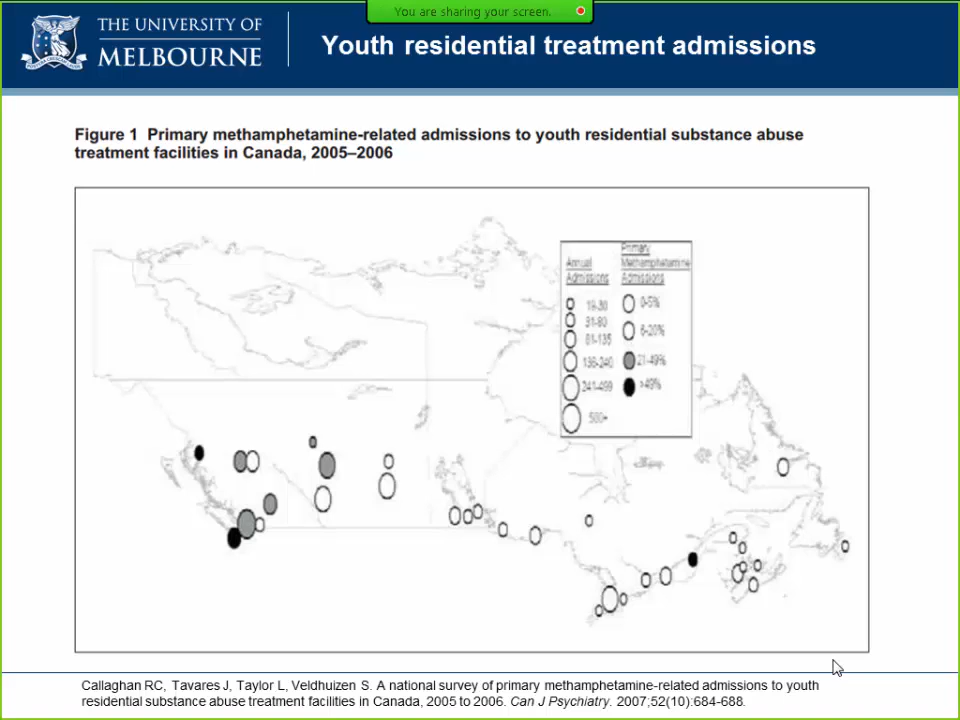 You are sharing your screen.
THE UNIVERSITY OF
MELBOURNE
Youth residential treatment admissions
Figure 1 Primary methamphetamine-related admissions to youth residential substance abuse
treatment facilities in Canada, 2005–2006
Primary
Annual Methamphetamine
Admissions Admissions
19-30 0-5%
31-80
6-20%
81-135
136-240 21-49%
241-499 >49%
500+
Callaghan RC, Tavares J, Taylor L, Veldhuizen S. A national survey of primary methamphetamine-related admissions to youth
residential substance abuse treatment facilities in Canada, 2005 to 2006. Can J Psychiatry. 2007;52(10):684-688.